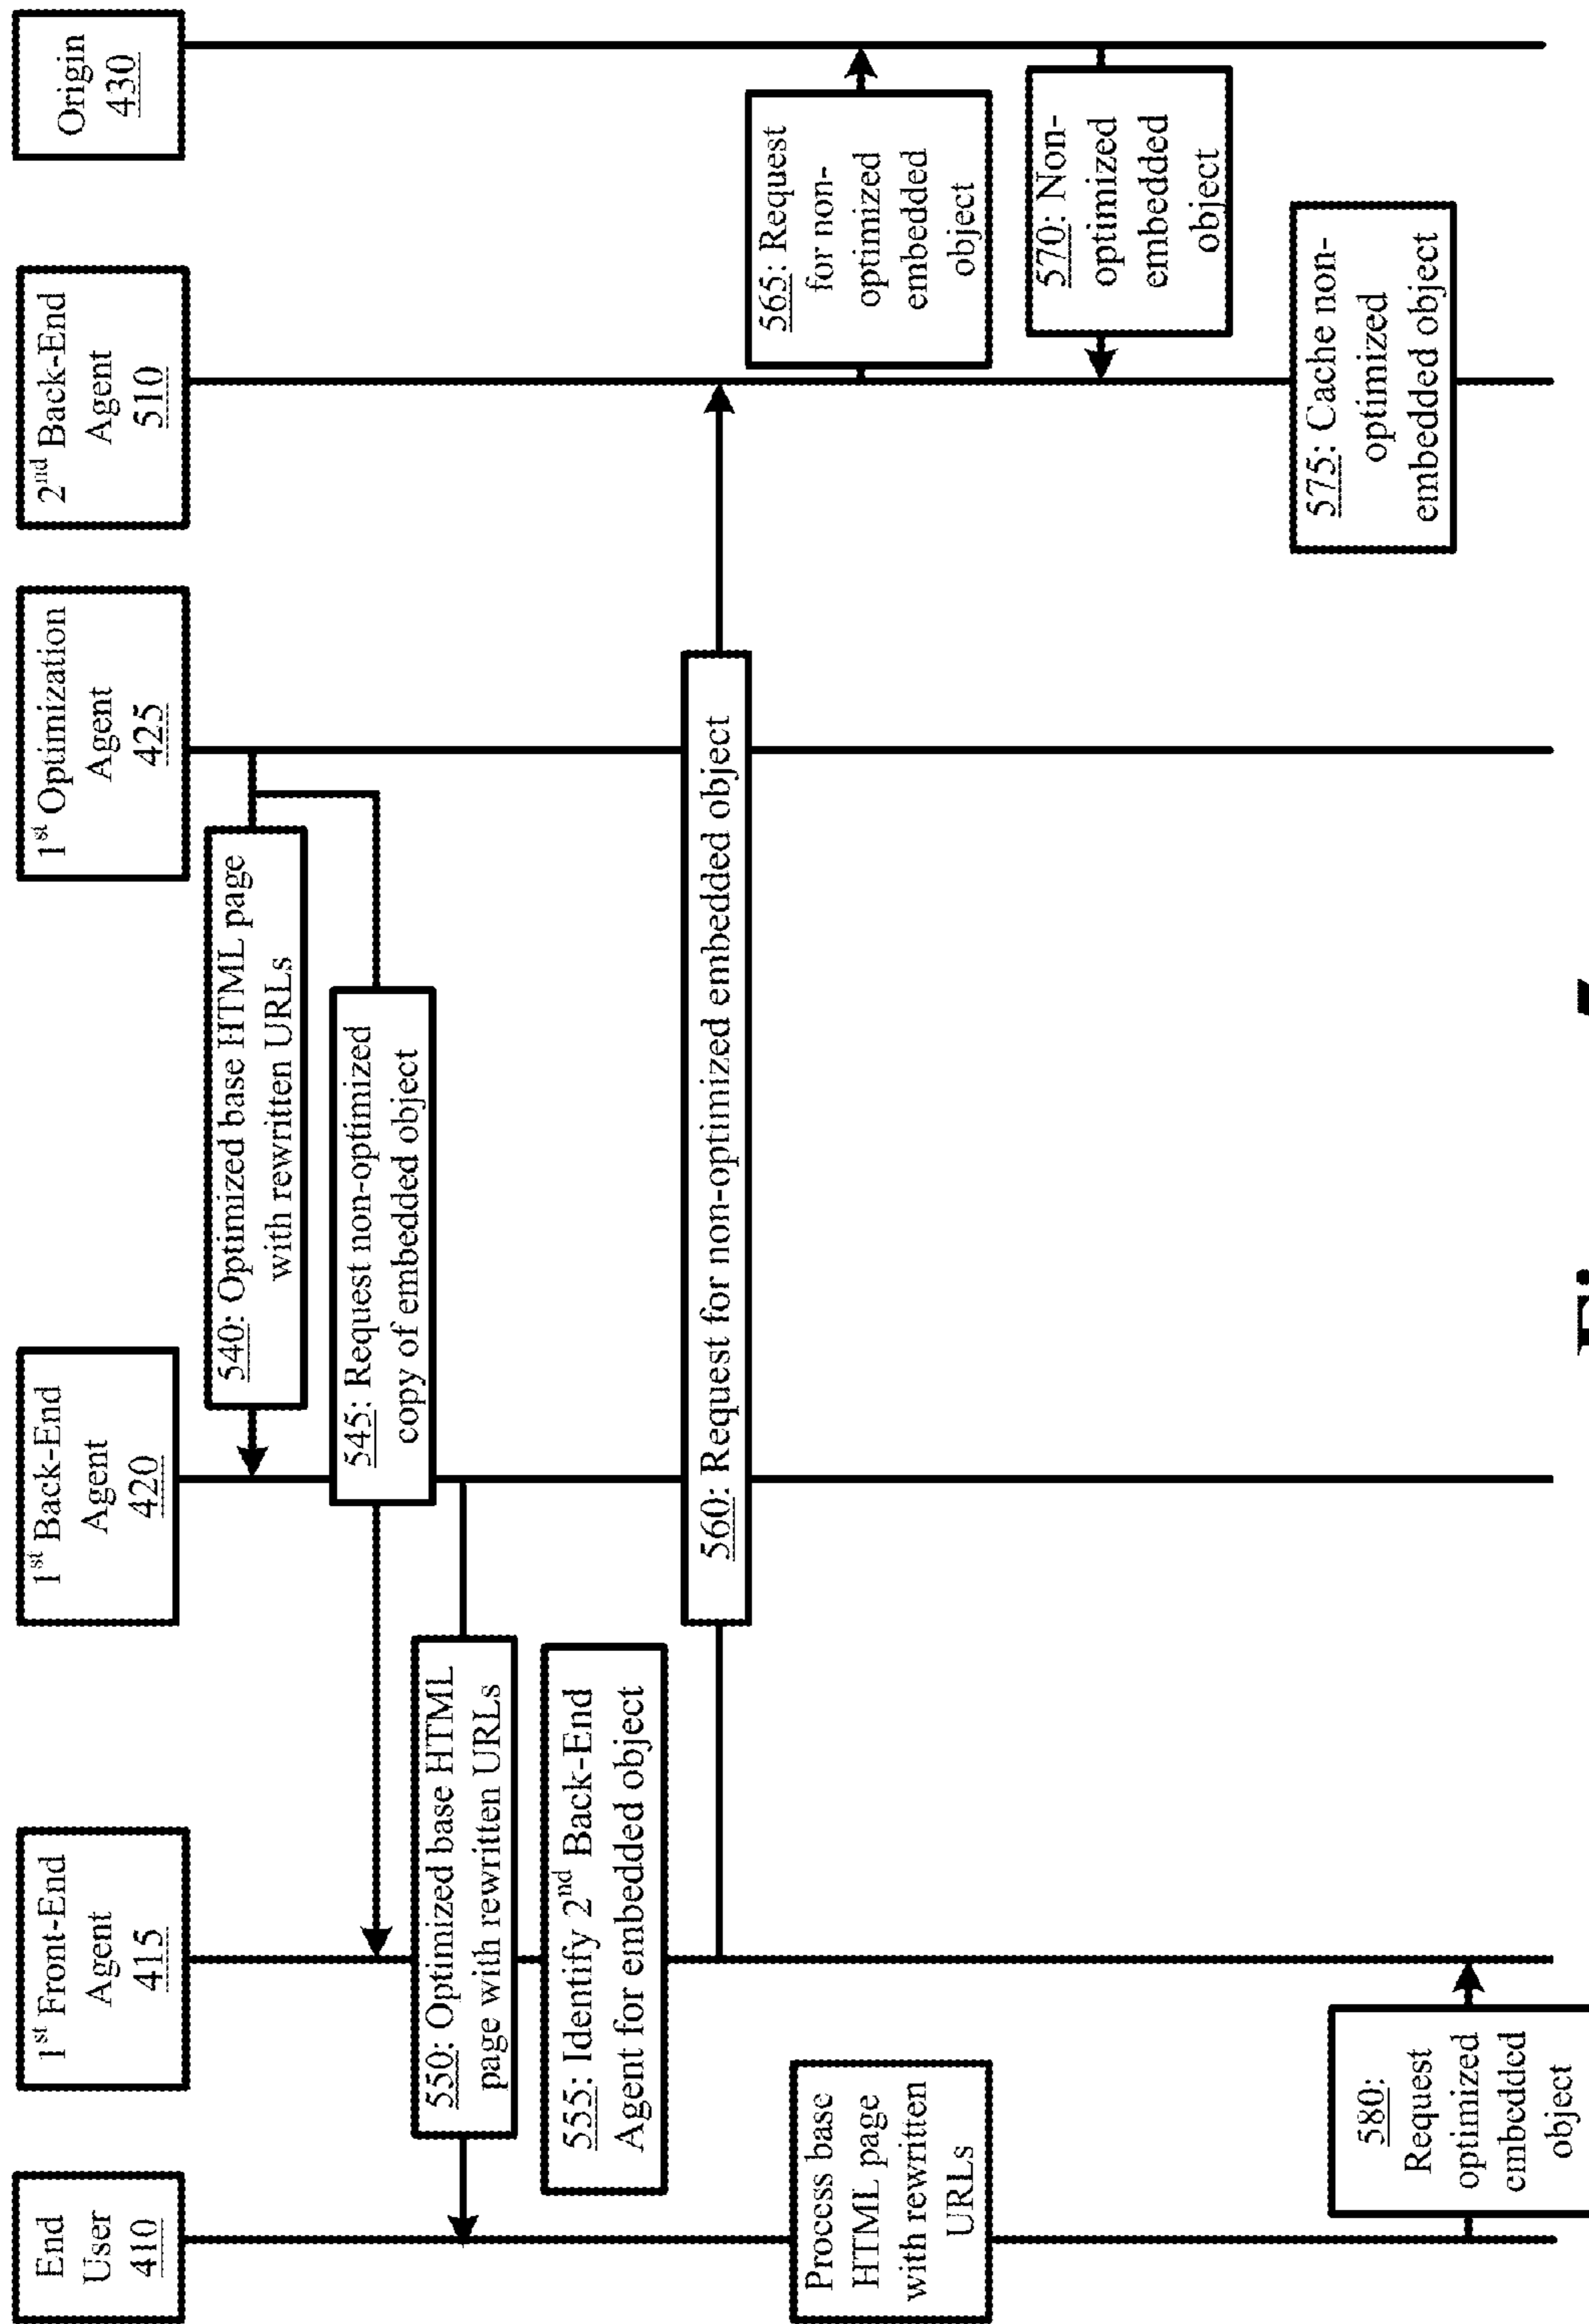 End
User
410
1st Front-End
Agent
415
1st Back-End
Agent
420
1st Optimization
Agent
425
2nd Back-End
Agent
510
Origin
430
540: Optimized base HTML page
with rewritten URLs
545: Request non-optimized
copy of embedded object
550: Optimized base HTML
page with rewritten URLs
555: Identify 2nd Back-End
Agent for embedded object
560: Request for non-optimized embedded object
Process base
HTML page
with rewritten
URLs
565: Request
for non-
optimized
embedded
object
570: Non-
optimized
embedded
object
575: Cache non-
optimized
embedded object
580:
Request
optimized
embedded
object